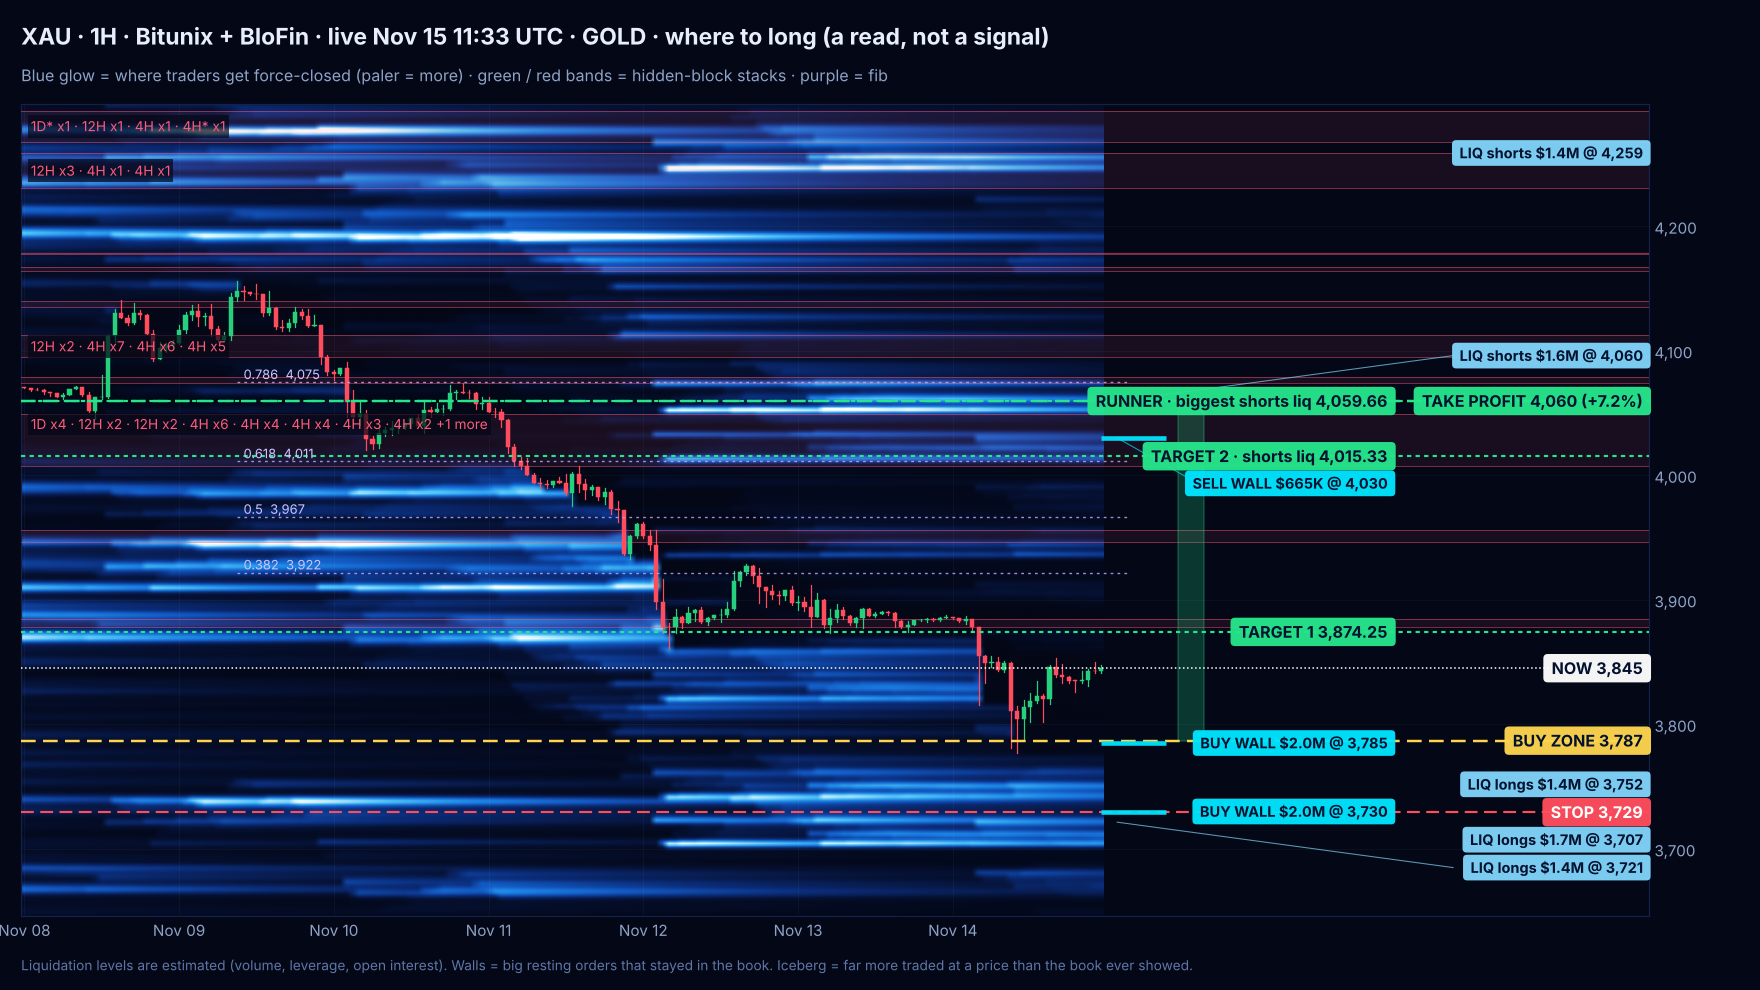 XAU · 1H · Bitunix + BloFin · live Nov 15 11:33 UTC · GOLD · where to long (a read, not a signal)
Blue glow = where traders get force-closed (paler = more) · green / red bands = hidden-block stacks · purple = fib
1D* x1 · 12H x1 · 4H x1 · 4H* x1
LIQ shorts $1.4M @ 4,259
12H x3 · 4H x1 · 4H x1
4,200
12H x2 · 4H x7 · 4H x6 · 4H x5
4,100
LIQ shorts $1.6M @ 4,060
0.786 4,075
RUNNER · biggest shorts liq 4,059.66
TAKE PROFIT 4,060 (+7.2%)
1D x4 · 12H x2 · 12H x2 · 4H x6 · 4H x4 · 4H x4 · 4H x3 · 4H x2 +1 more
0.618 4,011
TARGET 2 · shorts liq 4,015.33
4,000
SELL WALL $665K @ 4,030
0.5 3,967
0.382 3,922
3,900
TARGET 1 3,874.25
NOW 3,845
3,800
BUY WALL $2.0M @ 3,785
BUY ZONE 3,787
LIQ longs $1.4M @ 3,752
BUY WALL $2.0M @ 3,730
STOP 3,729
LIQ longs $1.7M @ 3,707
3,700
LIQ longs $1.4M @ 3,721
Nov 08 Nov 09 Nov 10 Nov 11 Nov 12 Nov 13 Nov 14
Liquidation levels are estimated (volume, leverage, open interest). Walls = big resting orders that stayed in the book. Iceberg = far more traded at a price than the book ever showed.